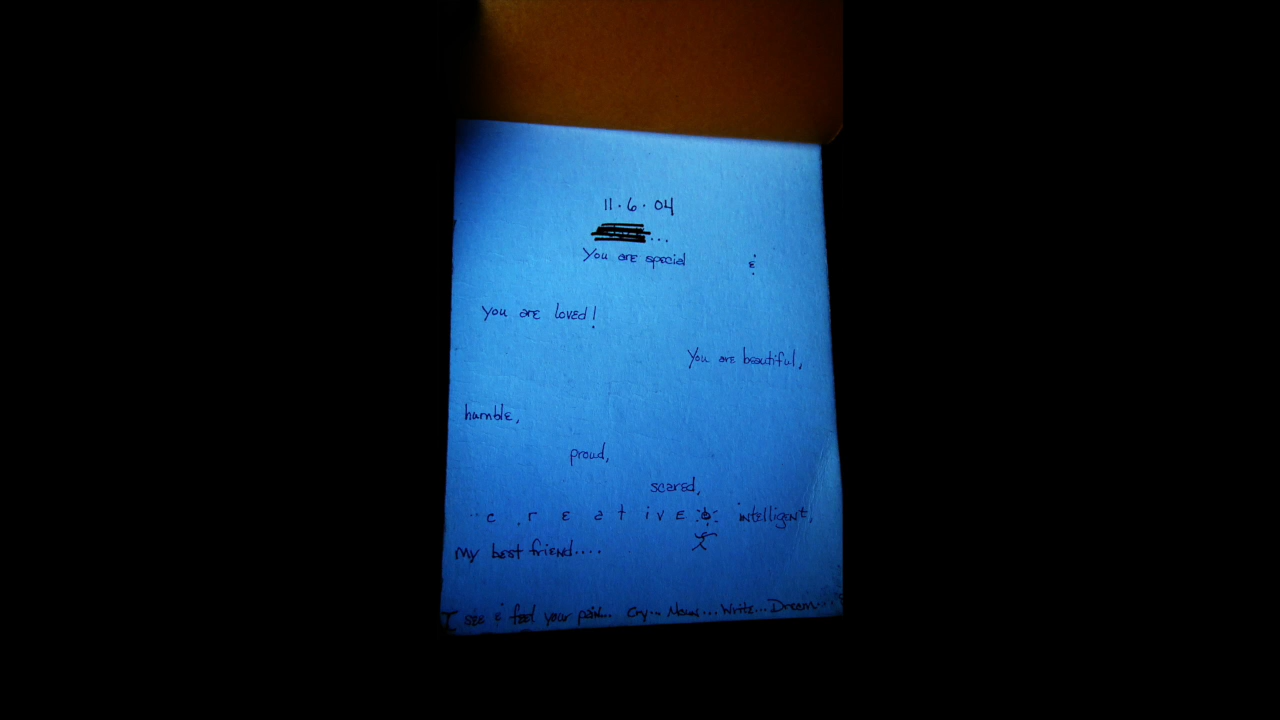 11.6.04
...
You are special &
you are loved!
You are beautiful,
humble,
proud,
scared,
creative & intelligent,
my best friend....
I see & feel your pain... Cry... ... Write... Dream...